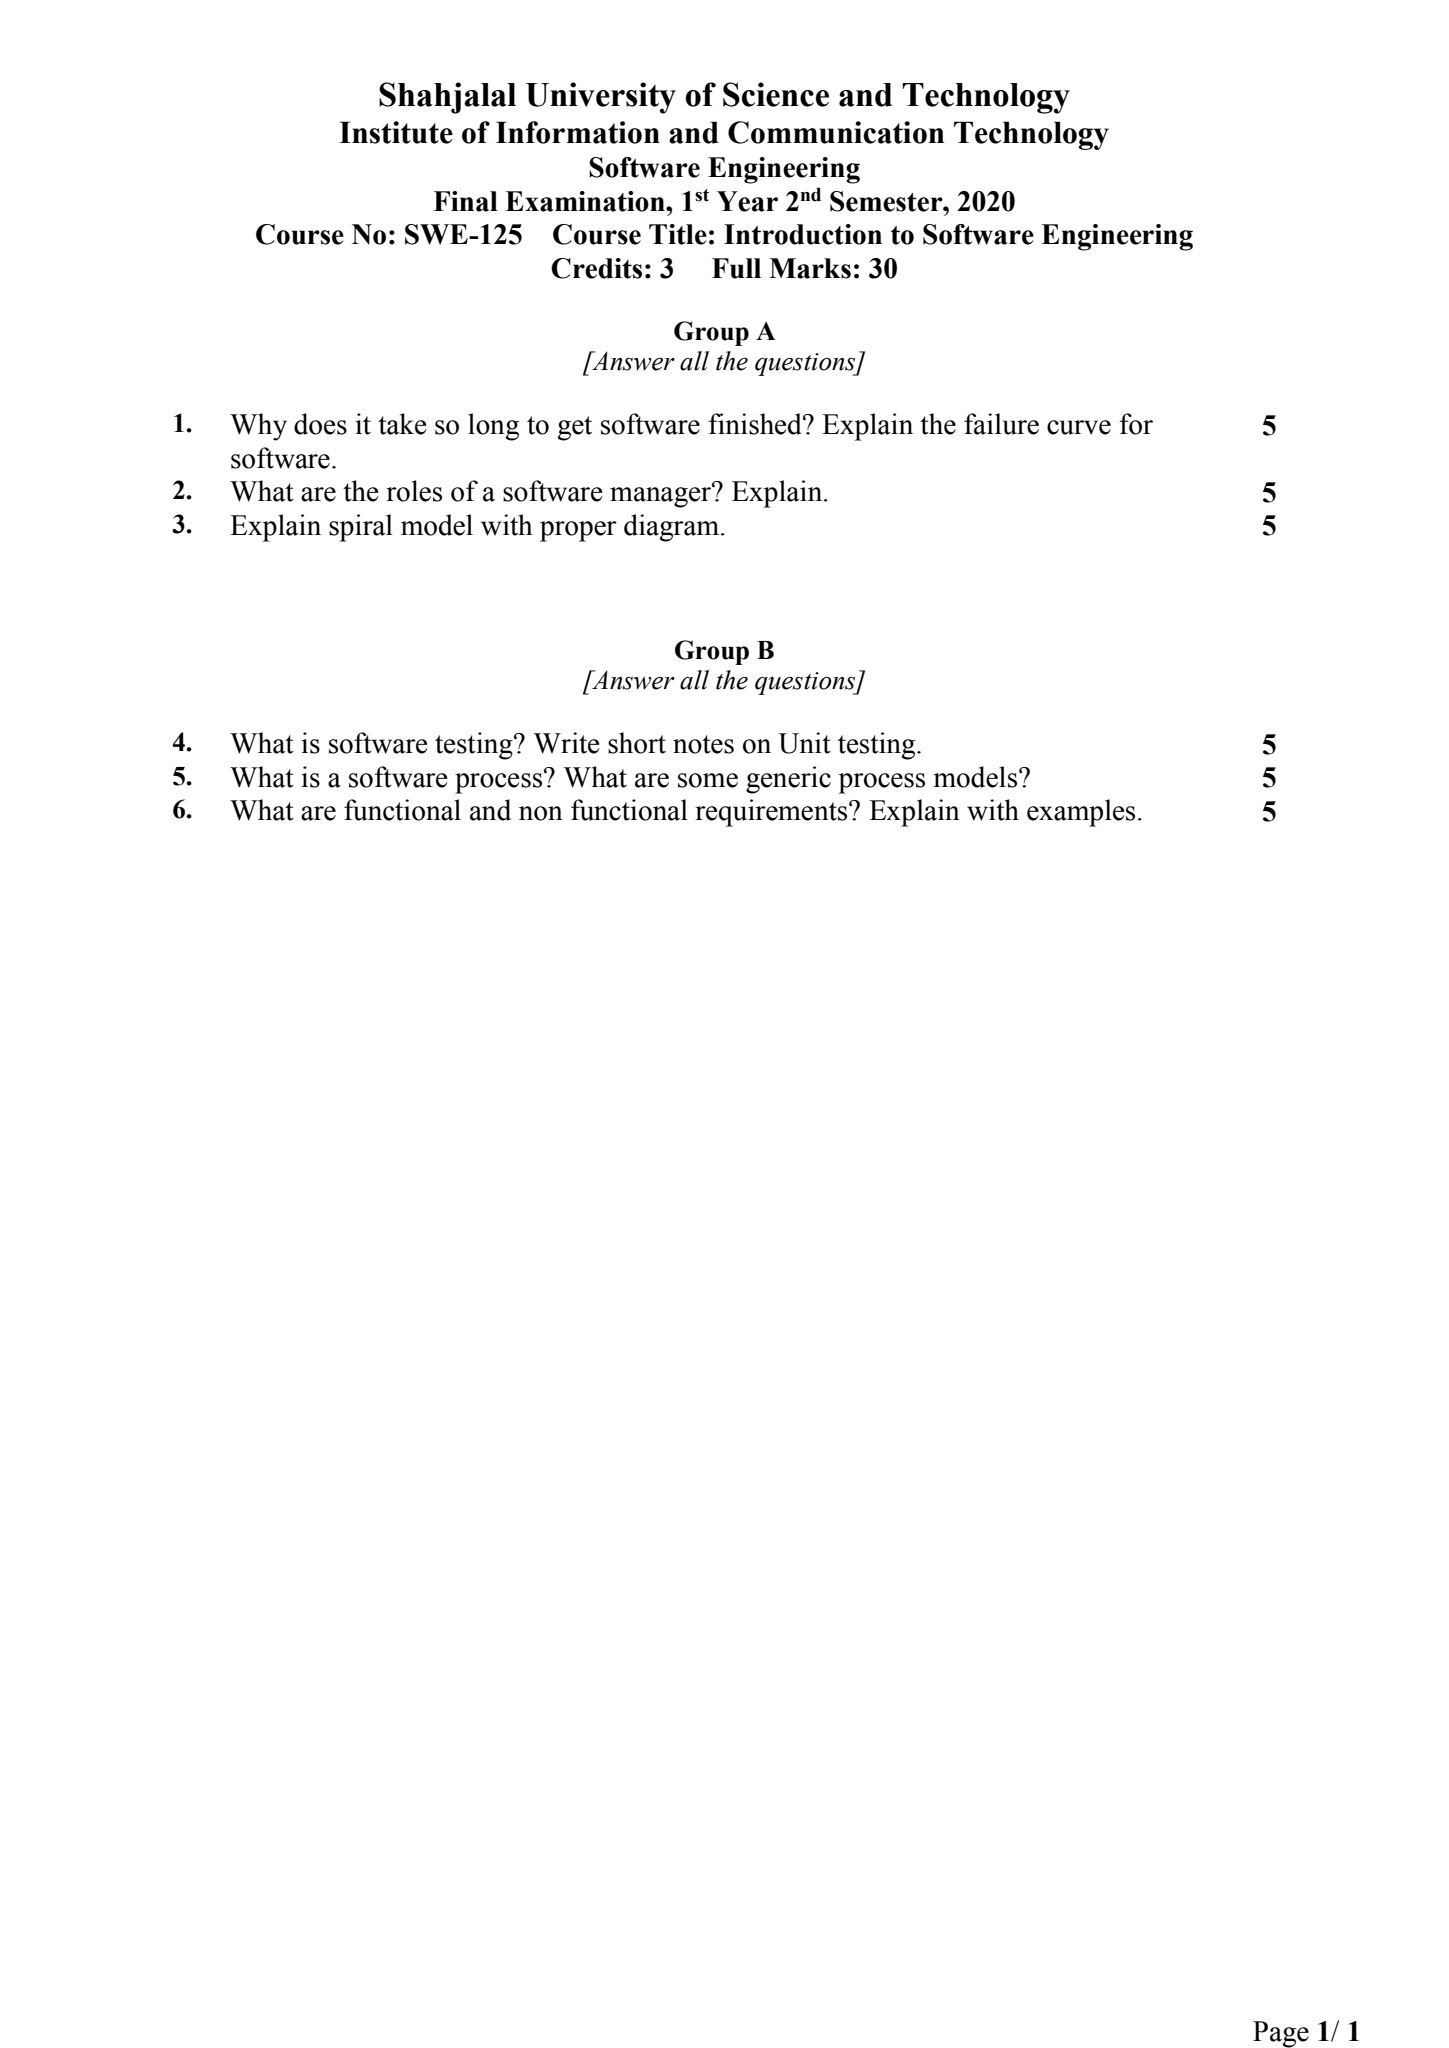 Shahjalal University of Science and Technology
Institute of Information and Communication Technology
Software Engineering
Final Examination, 1st Year 2nd Semester, 2020
Course No: SWE-125 Course Title: Introduction to Software Engineering
Credits: 3 Full Marks: 30
Group A
[Answer all the questions]
1. Why does it take so long to get software finished? Explain the failure curve for 5
software.
2. What are the roles of a software manager? Explain. 5
3. Explain spiral model with proper diagram. 5
Group B
[Answer all the questions]
4. What is software testing? Write short notes on Unit testing. 5
5. What is a software process? What are some generic process models? 5
6. What are functional and non functional requirements? Explain with examples. 5
Page 1/ 1